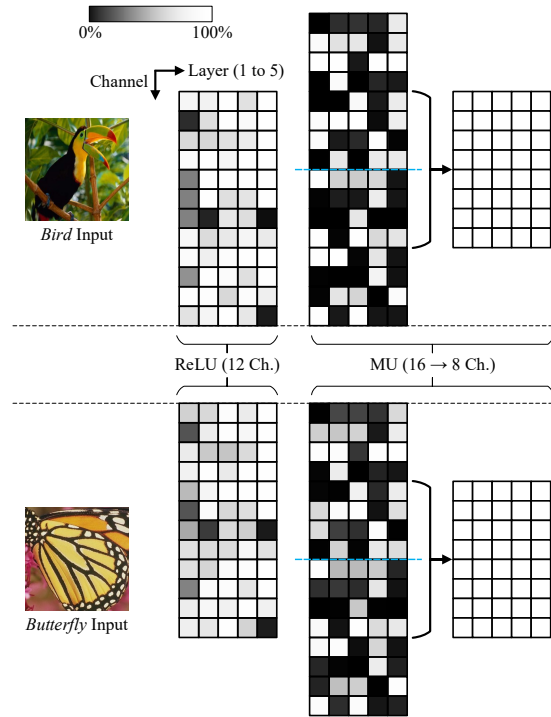 0% 100%
Channel
Layer (1 to 5)
Bird Input
ReLU (12 Ch.)
MU (16 → 8 Ch.)
Butterfly Input